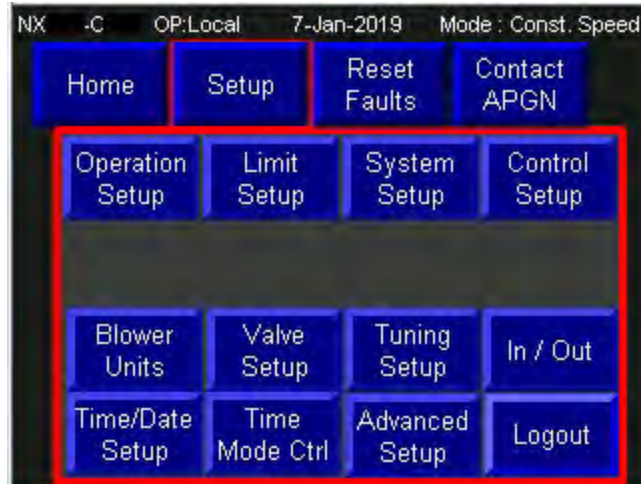 NX -C OP:Local 7-Jan-2019 Mode : Const. Speed
Home Setup Reset Faults Contact APGN
Operation Setup Limit Setup System Setup Control Setup
Blower Units Valve Setup Tuning Setup In / Out
Time/Date Setup Time Mode Ctrl Advanced Setup Logout